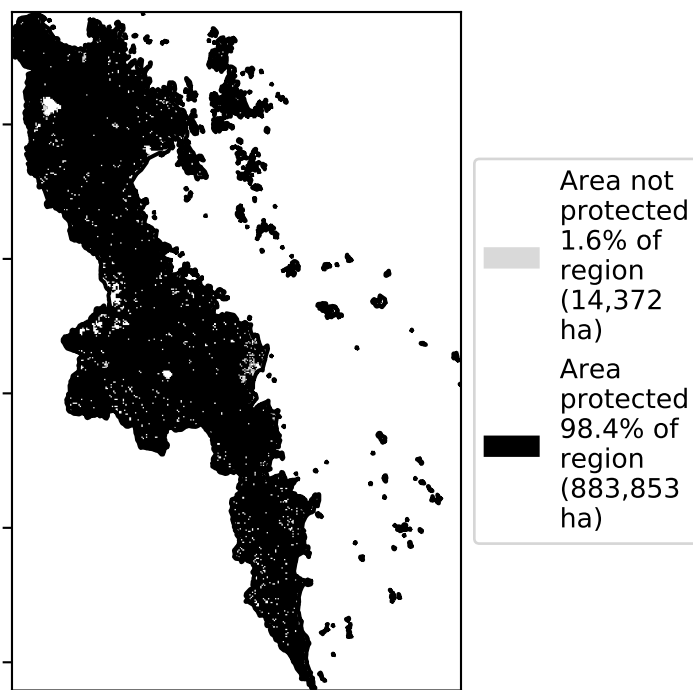 Area not
protected
1.6% of
region
(14,372
ha)
Area
protected
98.4% of
region
(883,853
ha)